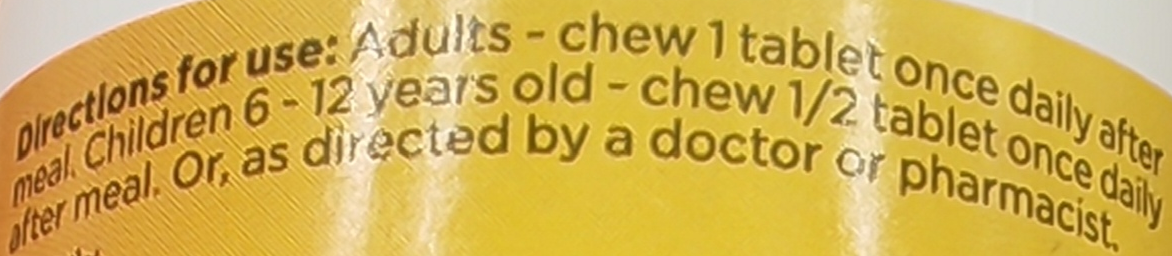 Directions for use: Adults - chew 1 tablet once daily after
meal. Children 6 - 12 years old - chew 1/2 tablet once daily
after meal. Or, as directed by a doctor or pharmacist.